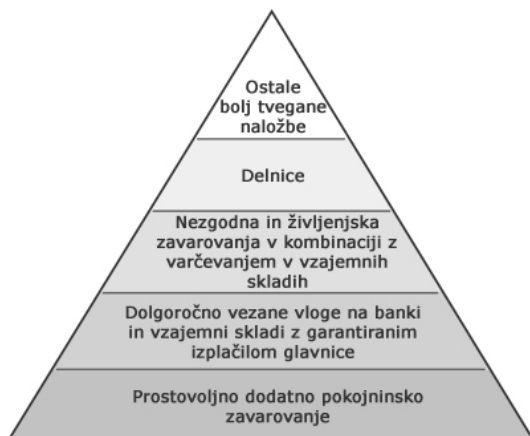 Ostale
bolj tvegane
naložbe
Delnice
Nezgodna in življenjska
zavarovanja v kombinaciji z
varčevanjem v vzajemnih
skladih
Dolgoročno vezane vloge na banki
in vzajemni skladi z garantiranim
izplačilom glavnice
Prostovoljno dodatno pokojninsko
zavarovanje